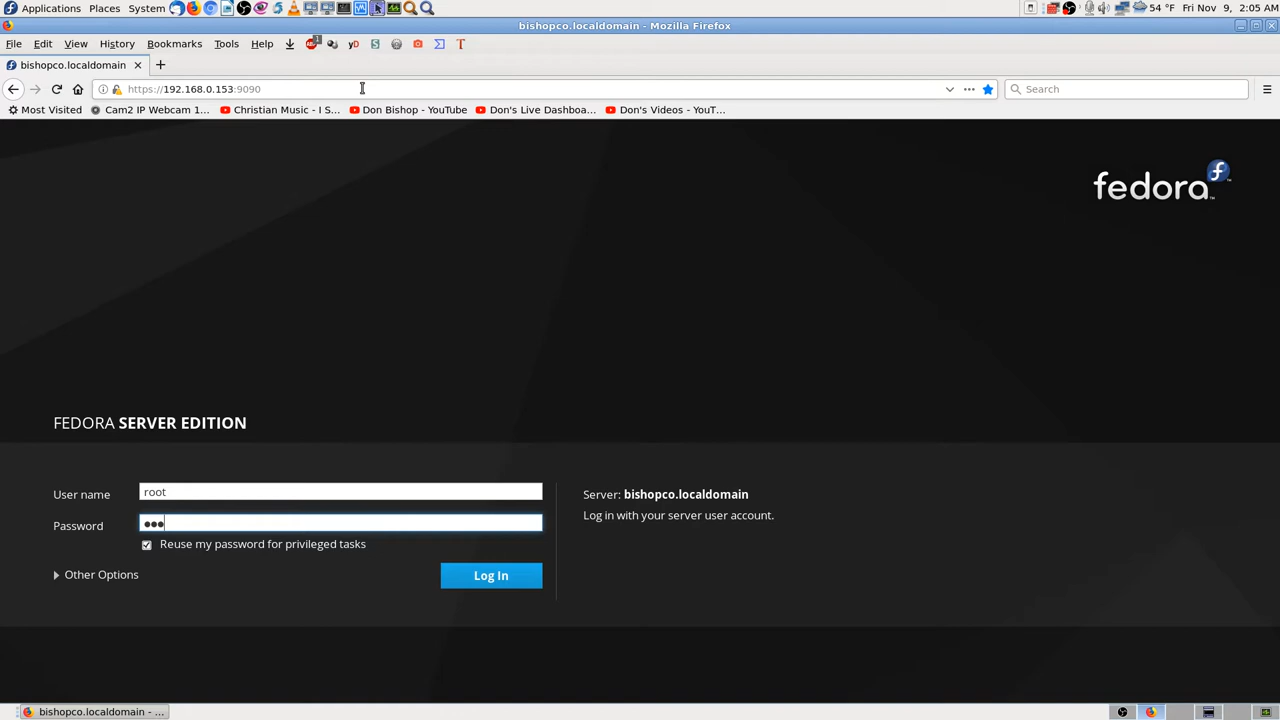 Applications Places System 54 °F Fri Nov 9, 2:05 AM
bishopco.localdomain - Mozilla Firefox
File Edit View History Bookmarks Tools Help 1 yD S T
bishopco.localdomain
https://192.168.0.153:9090 Search
Most Visited Cam2 IP Webcam 1... Christian Music - I S... Don Bishop - YouTube Don's Live Dashboa... Don's Videos - YouT...
fedora
FEDORA SERVER EDITION
User name root
Password
Reuse my password for privileged tasks
Other Options
Log In
Server: bishopco.localdomain
Log in with your server user account.
bishopco.localdomain - ...